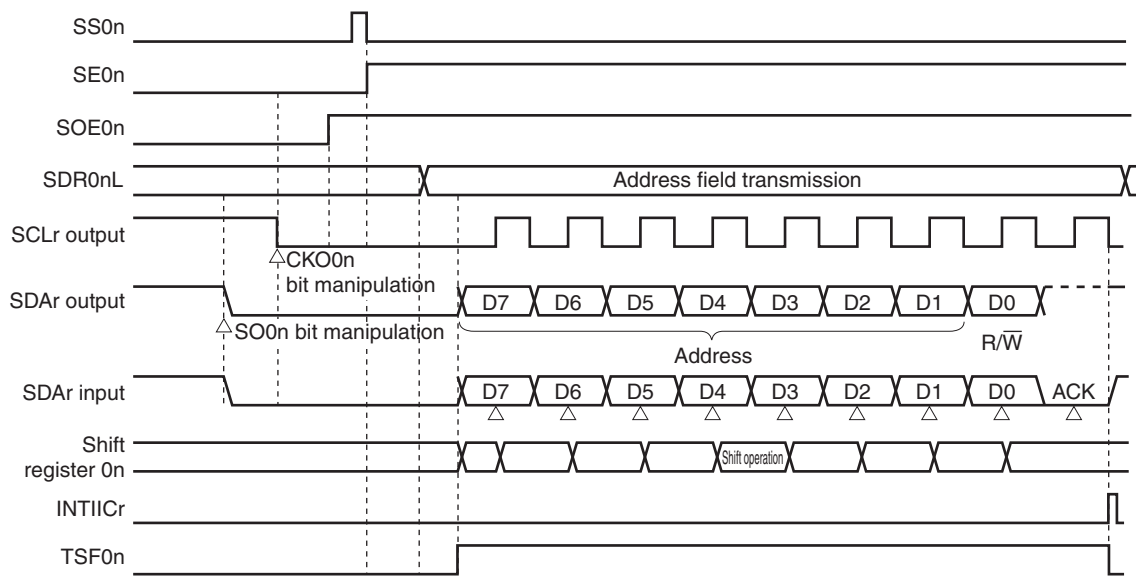 SS0n
SE0n
SOE0n
SDR0nL
Address field transmission
SCLr output
CKO0n
bit manipulation
SDAr output
D7 D6 D5 D4 D3 D2 D1 D0
SO0n bit manipulation
Address
R/W̅
SDAr input
D7 D6 D5 D4 D3 D2 D1 D0 ACK
Shift
register 0n
Shift operation
INTIICr
TSF0n